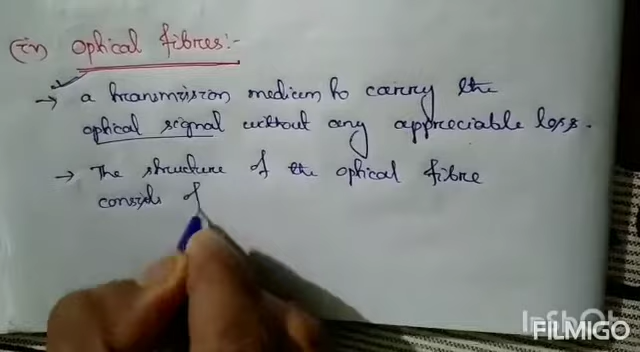 (iv) Optical fibres:-
→ a transmission medium to carry the
optical signal without any appreciable loss.
→ The structure of the optical fibre
consists of
InShOt
FILMIGO